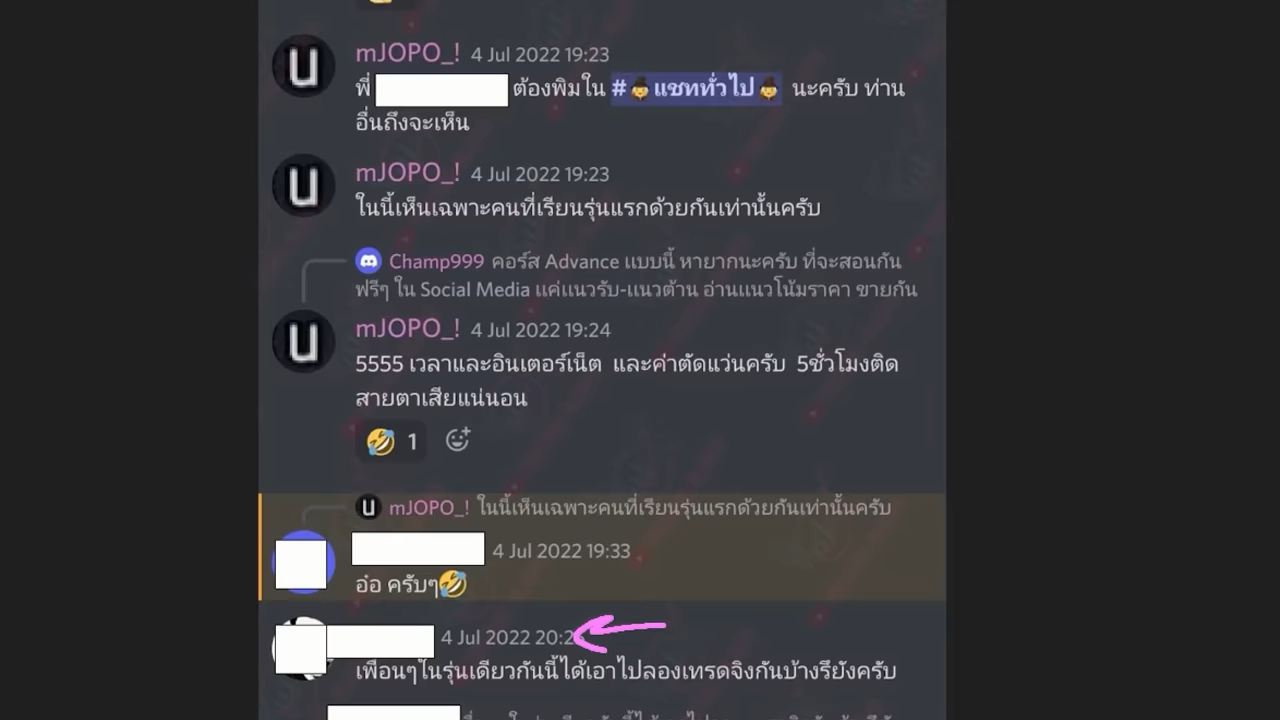 mJOPO_! 4 Jul 2022 19:23
พี่ ต้องพิมใน #แชททั่วไป นะครับ ท่าน
อื่นถึงจะเห็น
mJOPO_! 4 Jul 2022 19:23
ในนี้เห็นเฉพาะคนที่เรียนรุ่นแรกด้วยกันเท่านั้นครับ
Champ999 คอร์ส Advance แบบนี้ หายากนะครับ ที่จะสอนกัน
ฟรีๆ ใน Social Media แค่แนวรับ-แนวต้าน อ่านแนวโน้มราคา ขายกัน
mJOPO_! 4 Jul 2022 19:24
5555 เวลาและอินเตอร์เน็ต และค่าตัดแว่นครับ 5ชั่วโมงติด
สายตาเสียแน่นอน
1
mJOPO_! ในนี้เห็นเฉพาะคนที่เรียนรุ่นแรกด้วยกันเท่านั้นครับ
4 Jul 2022 19:33
อ๋อ ครับๆ
4 Jul 2022
เพื่อนๆในรุ่นเดียวกันนี้ได้เอาไปลองเทรดจิงกันบ้างรึยังครับ